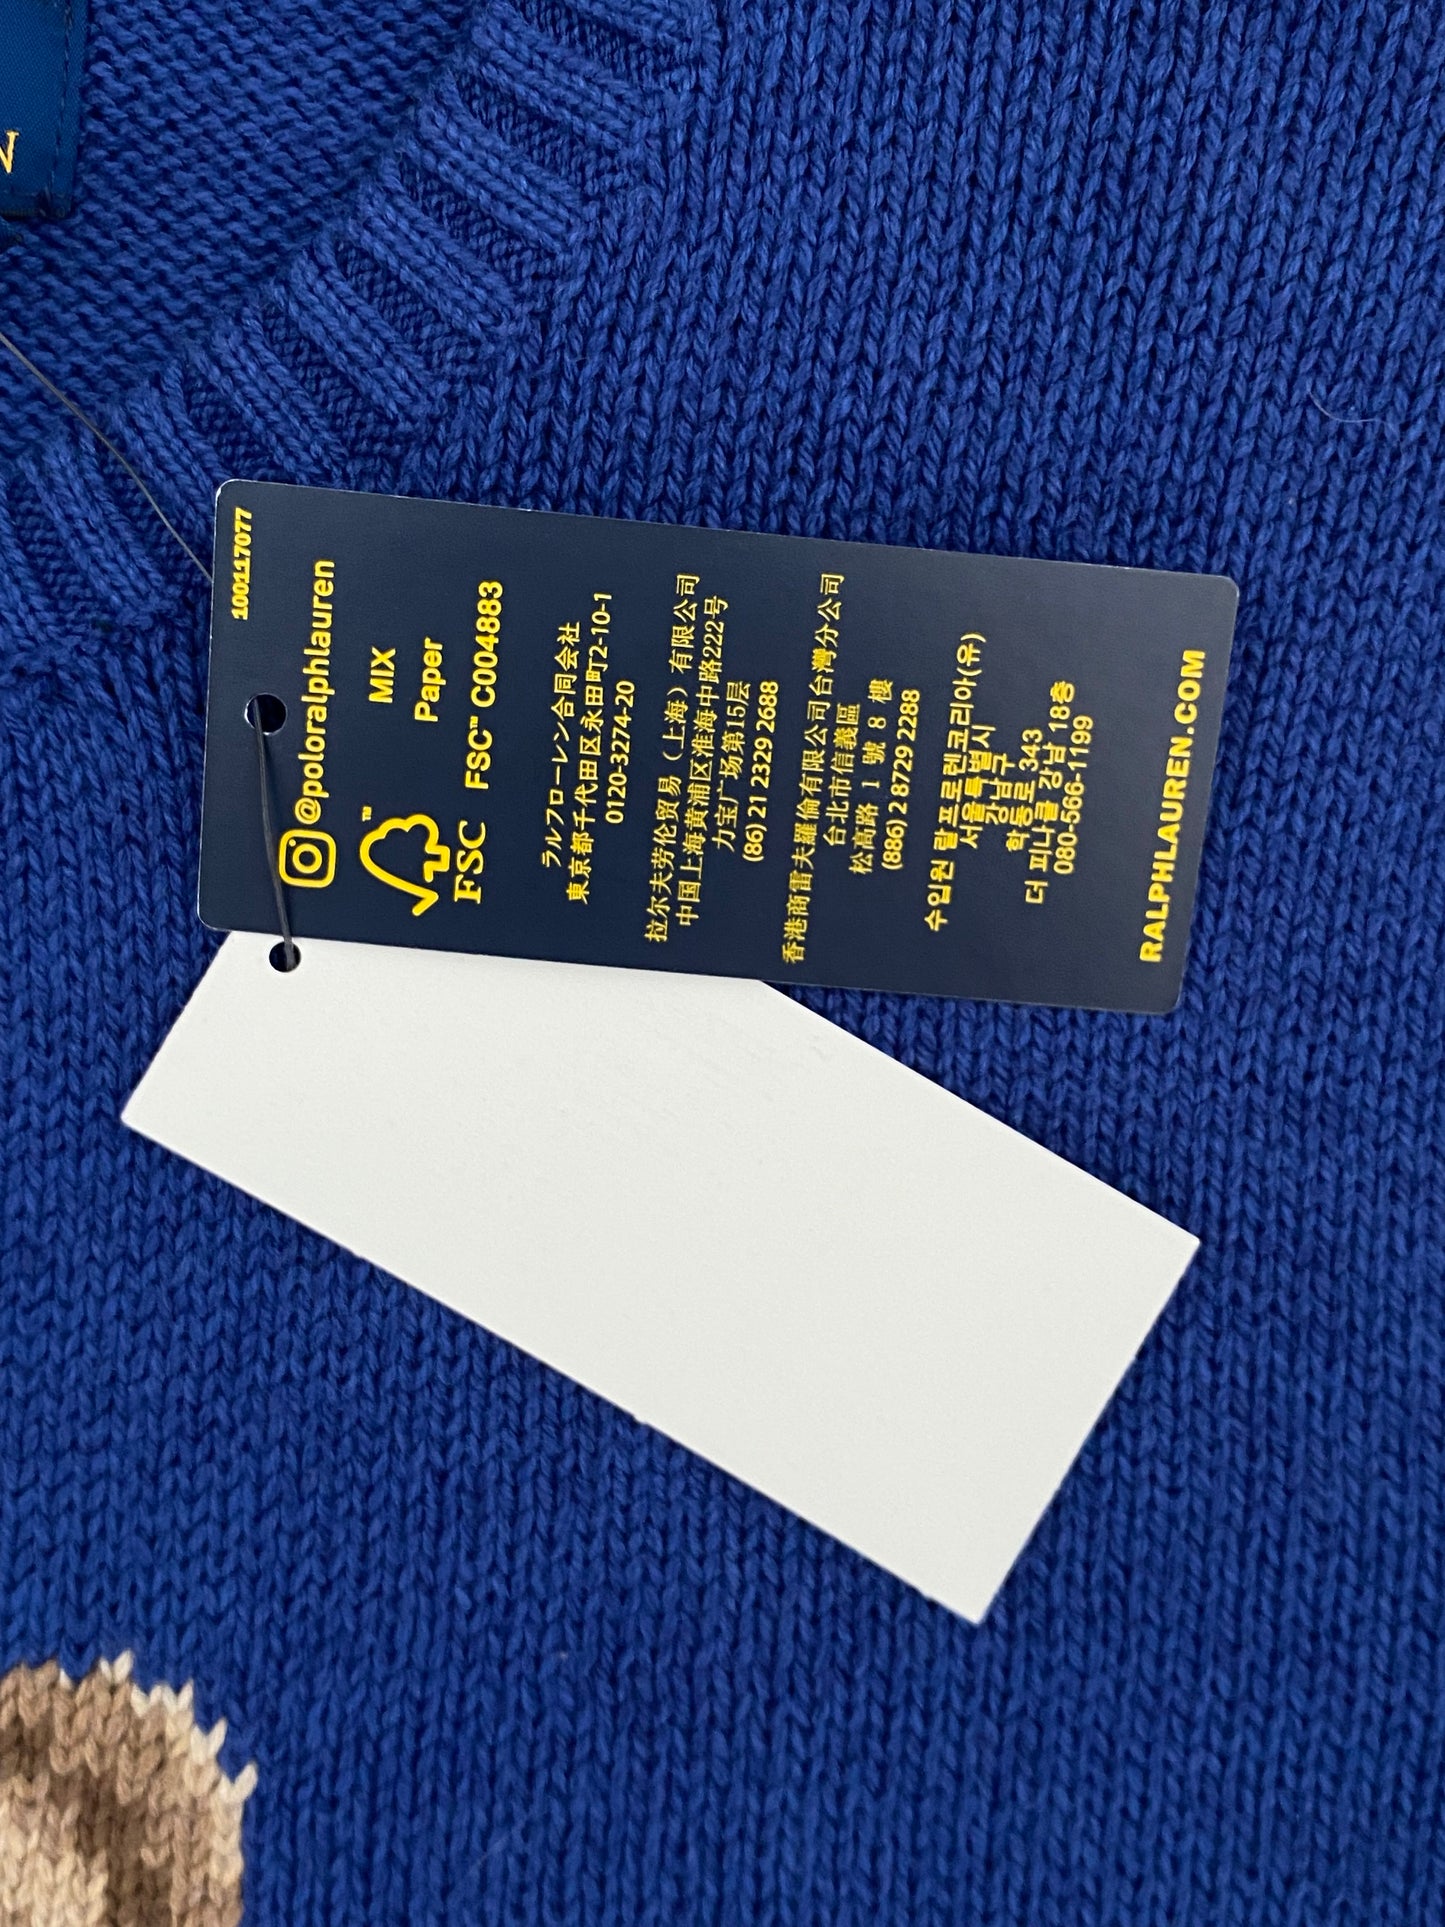 N
100117077
@poloralphlauren
MIX
Paper
FSC™ C004883
™
FSC
ラルフローレン合同会社
東京都千代田区永田町2-10-1
0120-3274-20
拉尔夫劳伦贸易（上海）有限公司
中国上海黄浦区淮海中路222号
力宝广场第15层
(86) 21 2329 2688
香港商雷夫羅倫有限公司台灣分公司
台北市信義區
松高路 1 號 8 樓
(886) 2 8729 2288
수입원 랄프로렌코리아(유)
서울특별시
강남구
학동로 343
더 피나클 강남 18층
080-566-1199
RALPHLAUREN.COM